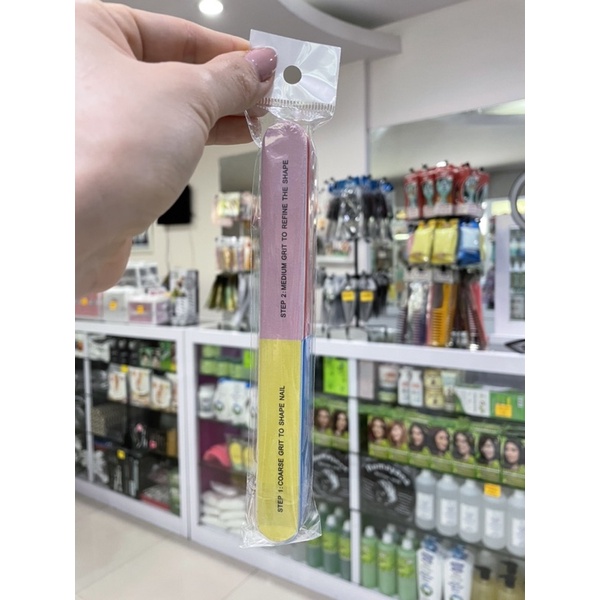 STEP 2:MEDIUM GRIT TO REFINE THE SHAPE
STEP 1:COARSE GRIT TO SHAPE NAIL